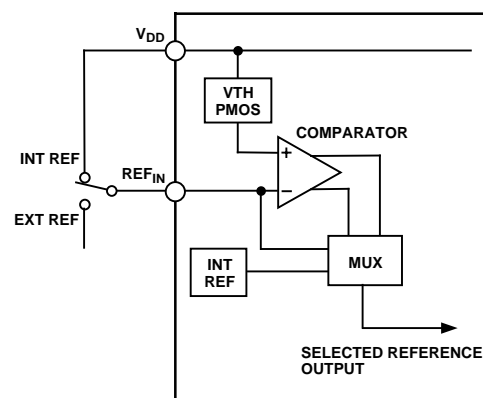 VDD
VTH
PMOS
COMPARATOR
+
INT REF
REFIN
−
EXT REF
INT
REF
MUX
SELECTED REFERENCE
OUTPUT